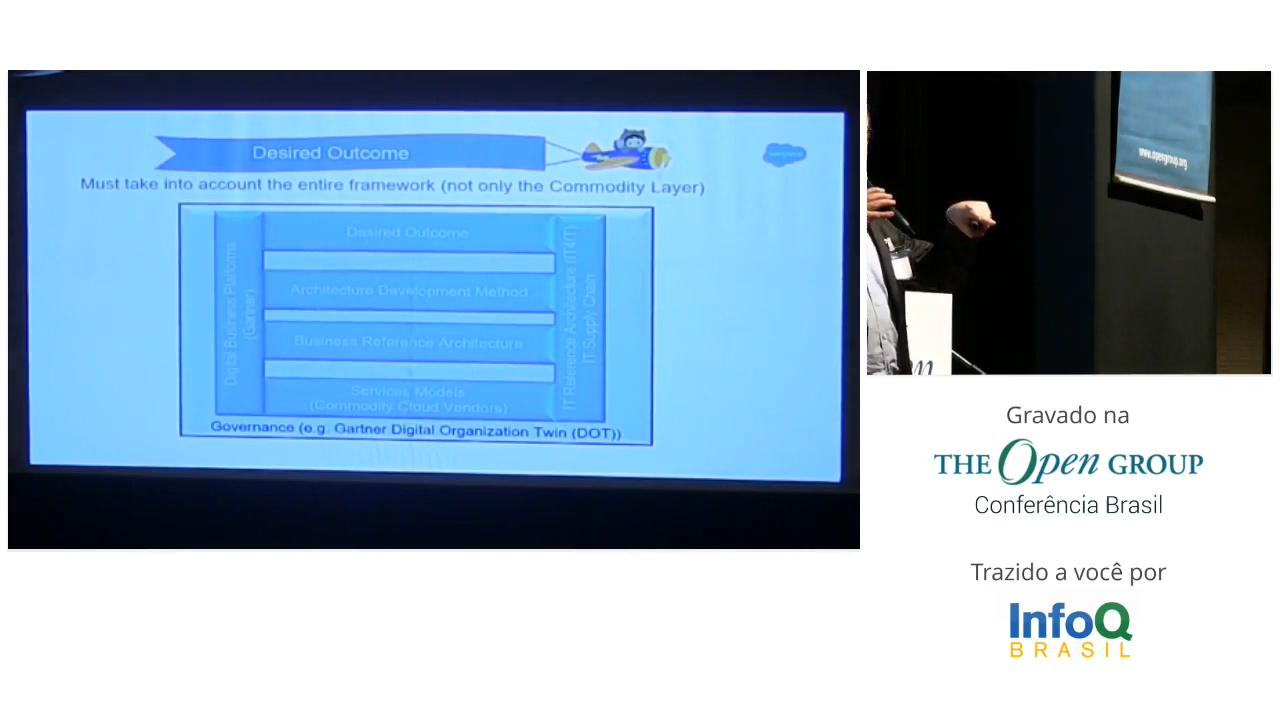 Desired Outcome
salesforce
Must take into account the entire framework (not only the Commodity Layer)
Digital Business Platforms
(Gartner)
Desired Outcome
Architecture Development Method
Business Reference Architecture
Services Models
(Commodity Cloud Vendors)
IT Reference Architecture (IT4IT)
IT Supply Chain
Governance (e.g. Gartner Digital Organization Twin (DOT))
www.opengroup.org
Gravado na
THE Open GROUP
Conferência Brasil
Trazido a você por
InfoQ
BRASIL